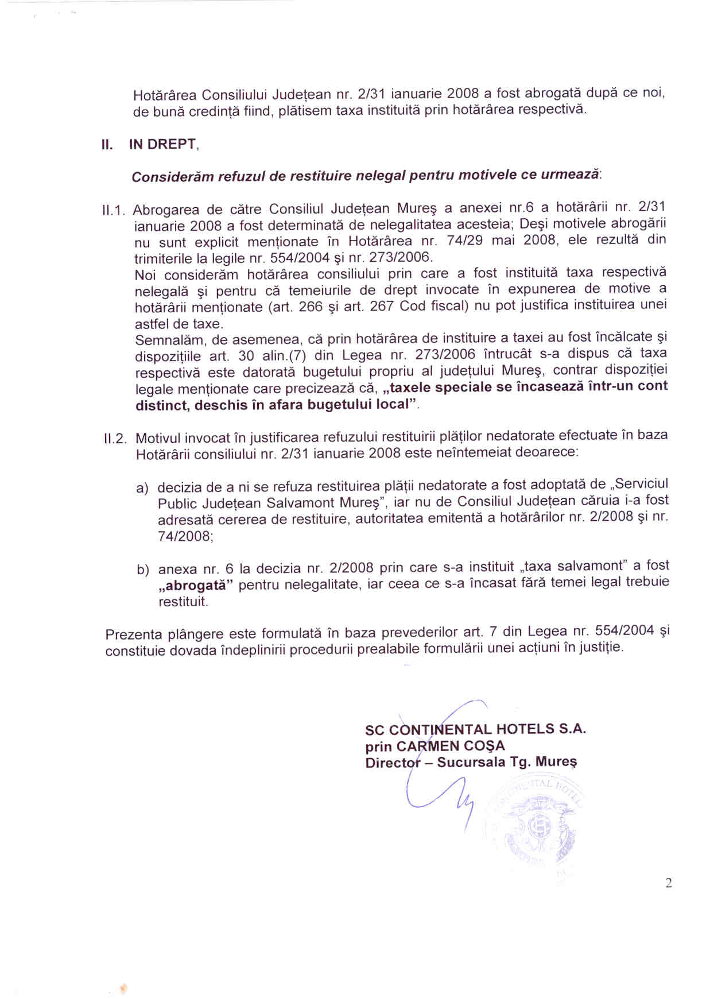 Hotărârea Consiliului Județean nr. 2/31 ianuarie 2008 a fost abrogată după ce noi,
de bună credință fiind, plătisem taxa instituită prin hotărârea respectivă.
II. IN DREPT,
Considerăm refuzul de restituire nelegal pentru motivele ce urmează:
II.1. Abrogarea de către Consiliul Județean Mureş a anexei nr.6 a hotărârii nr. 2/31
ianuarie 2008 a fost determinată de nelegalitatea acesteia; Deşi motivele abrogării
nu sunt explicit menționate în Hotărârea nr. 74/29 mai 2008, ele rezultă din
trimiterile la legile nr. 554/2004 şi nr. 273/2006.
Noi considerăm hotărârea consiliului prin care a fost instituită taxa respectivă
nelegală şi pentru că temeiurile de drept invocate în expunerea de motive a
hotărârii menționate (art. 266 şi art. 267 Cod fiscal) nu pot justifica instituirea unei
astfel de taxe.
Semnalăm, de asemenea, că prin hotărârea de instituire a taxei au fost încălcate şi
dispozițiile art. 30 alin.(7) din Legea nr. 273/2006 întrucât s-a dispus că taxa
respectivă este datorată bugetului propriu al județului Mureş, contrar dispoziției
legale menționate care precizează că, „taxele speciale se încasează într-un cont
distinct, deschis în afara bugetului local”.
II.2. Motivul invocat în justificarea refuzului restituirii plăților nedatorate efectuate în baza
Hotărârii consiliului nr. 2/31 ianuarie 2008 este neîntemeiat deoarece:
a) decizia de a ni se refuza restituirea plății nedatorate a fost adoptată de „Serviciul
Public Județean Salvamont Mureş”, iar nu de Consiliul Județean căruia i-a fost
adresată cererea de restituire, autoritatea emitentă a hotărârilor nr. 2/2008 şi nr.
74/2008;
b) anexa nr. 6 la decizia nr. 2/2008 prin care s-a instituit „taxa salvamont” a fost
„abrogată” pentru nelegalitate, iar ceea ce s-a încasat fără temei legal trebuie
restituit.
Prezenta plângere este formulată în baza prevederilor art. 7 din Legea nr. 554/2004 şi
constituie dovada îndeplinirii procedurii prealabile formulării unei acțiuni în justiție.
SC CONTINENTAL HOTELS S.A.
prin CARMEN COŞA
Director – Sucursala Tg. Mureş
2